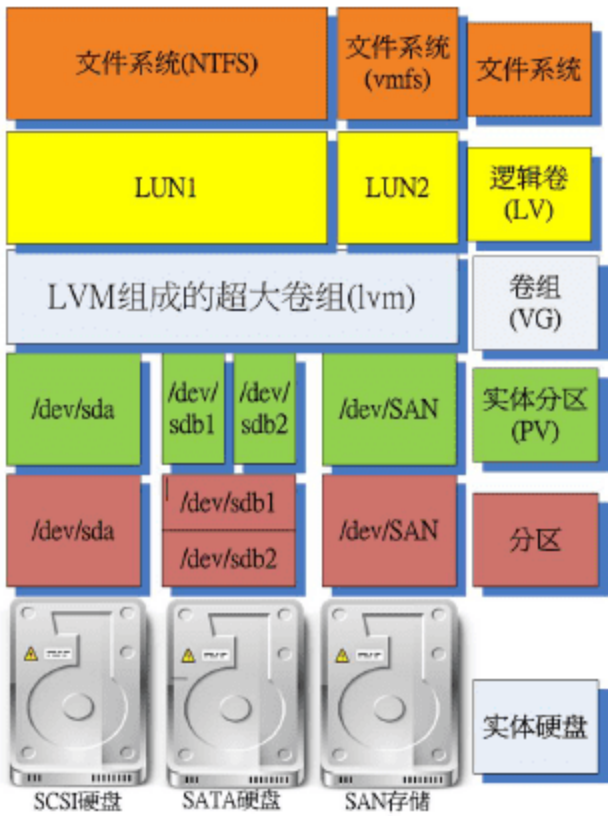 文件系统(NTFS)
文件系统
(vmfs)
文件系统
LUN1
LUN2
逻辑卷
(LV)
LVM组成的超大卷组(lvm)
卷组
(VG)
/dev/sda
/dev/
sdb1
/dev/
sdb2
/dev/SAN
实体分区
(PV)
/dev/sda
/dev/sdb1
/dev/sdb2
/dev/SAN
分区
实体硬盘
SCSI硬盘
SATA硬盘
SAN存储